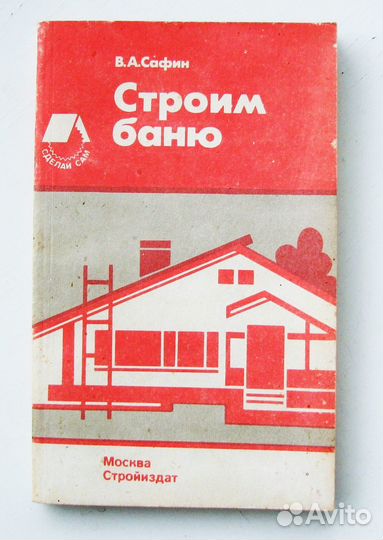 В.А.Сафин
Строим
баню
СДЕЛАЙ САМ
Москва
Стройиздат
Avito